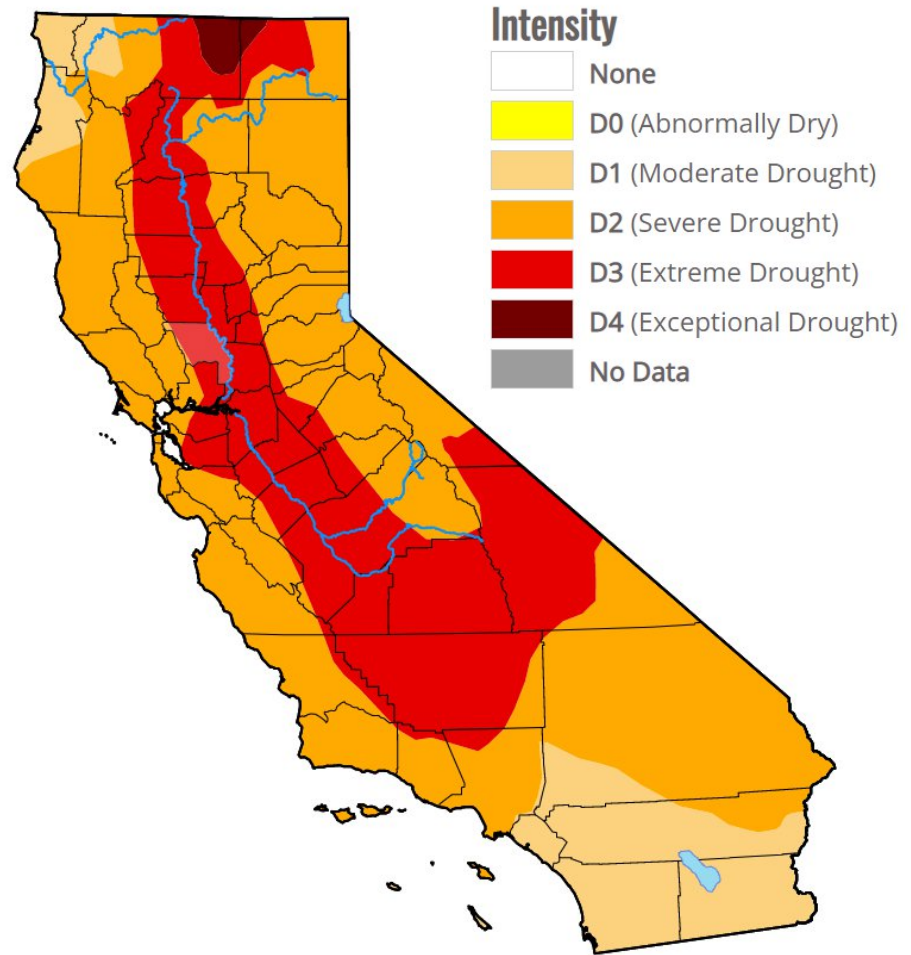 Intensity
None
D0 (Abnormally Dry)
D1 (Moderate Drought)
D2 (Severe Drought)
D3 (Extreme Drought)
D4 (Exceptional Drought)
No Data